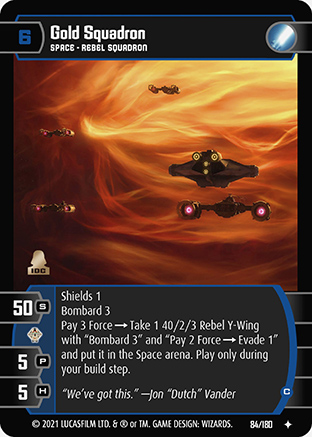 6
Gold Squadron
SPACE - REBEL SQUADRON
IDC
50 S
5 P
5 H
Shields 1
Bombard 3
Pay 3 Force → Take 1 40/2/3 Rebel Y-Wing
with "Bombard 3" and "Pay 2 Force → Evade 1"
and put it in the Space arena. Play only during
your build step.
"We've got this." —Jon "Dutch" Vander
C
© 2021 LUCASFILM LTD. & ® or TM. GAME DESIGN: WIZARDS. 84/180